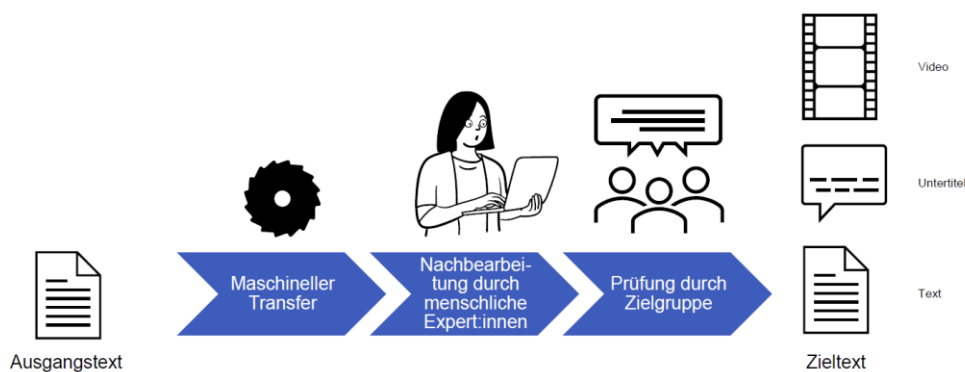 Video
Untertitel
Maschineller
Transfer
Nachbearbei-
tung durch
menschliche
Expert:innen
Prüfung durch
Zielgruppe
Text
Ausgangstext
Zieltext